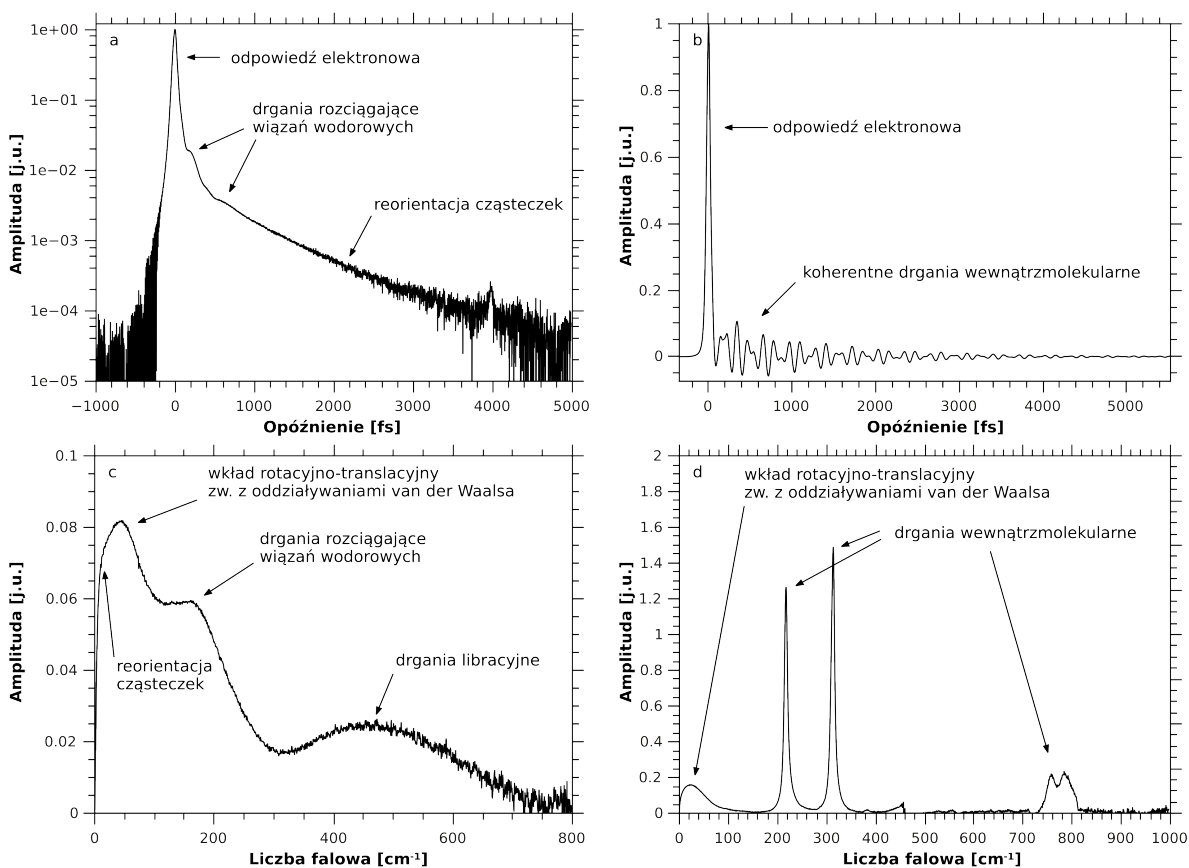 a
1e+00
1e−01
1e−02
1e−03
1e−04
1e−05
Amplituda [j.u.]
odpowiedź elektronowa
drgania rozciągające
wiązań wodorowych
reorientacja cząsteczek
−1000 0 1000 2000 3000 4000 5000
Opóźnienie [fs]
b
1
0.8
0.6
0.4
0.2
0
Amplituda [j.u.]
odpowiedź elektronowa
koherentne drgania wewnątrzmolekularne
0 1000 2000 3000 4000 5000
Opóźnienie [fs]
c
0.1
0.08
0.06
0.04
0.02
0
Amplituda [j.u.]
wkład rotacyjno-translacyjny
zw. z oddziaływaniami van der Waalsa
drgania rozciągające
wiązań wodorowych
reorientacja
cząsteczek
drgania libracyjne
0 200 400 600 800
Liczba falowa [cm⁻¹]
d
2
1.8
1.6
1.4
1.2
1
0.8
0.6
0.4
0.2
0
Amplituda [j.u.]
wkład rotacyjno-translacyjny
zw. z oddziaływaniami van der Waalsa
drgania wewnątrzmolekularne
0 100 200 300 400 500 600 700 800 900 1000
Liczba falowa [cm⁻¹]